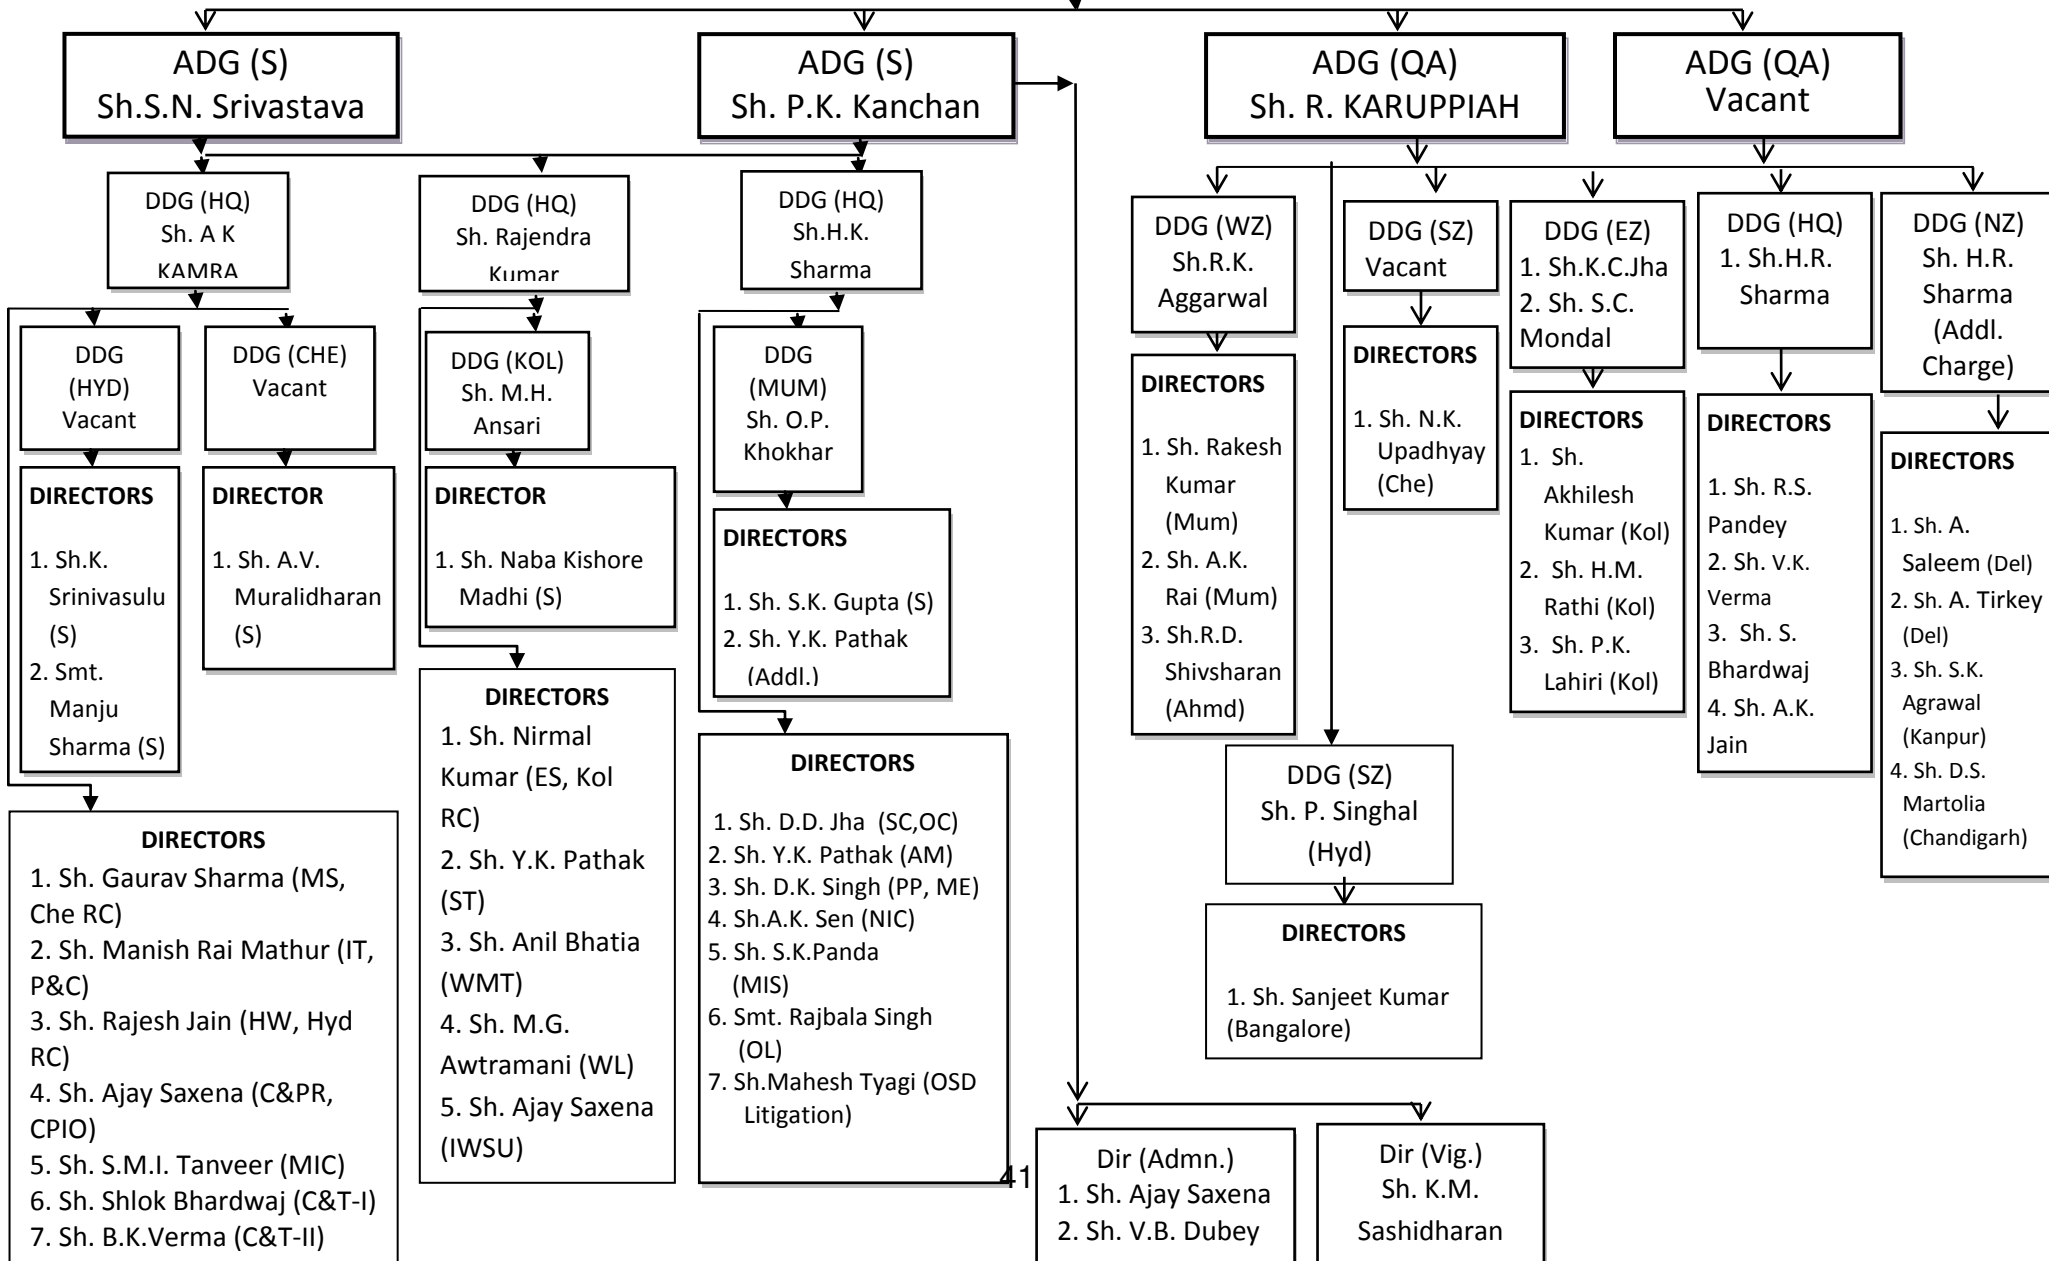 ADG (S)
Sh.S.N. Srivastava
ADG (S)
Sh. P.K. Kanchan
ADG (QA)
Sh. R. KARUPPIAH
ADG (QA)
Vacant
DDG (HQ)
Sh. A K
KAMRA
DDG (HQ)
Sh. Rajendra
Kumar
DDG (HQ)
Sh.H.K.
Sharma
DDG (WZ)
Sh.R.K.
Aggarwal
DDG (SZ)
Vacant
DDG (EZ)
1. Sh.K.C.Jha
2. Sh. S.C.
Mondal
DDG (HQ)
1. Sh.H.R.
Sharma
DDG (NZ)
Sh. H.R.
Sharma
(Addl.
Charge)
DDG
(HYD)
Vacant
DDG (CHE)
Vacant
DDG (KOL)
Sh. M.H.
Ansari
DDG
(MUM)
Sh. O.P.
Khokhar
DIRECTORS
1. Sh.K.
Srinivasulu
(S)
2. Smt.
Manju
Sharma (S)
DIRECTOR
1. Sh. A.V.
Muralidharan
(S)
DIRECTOR
1. Sh. Naba Kishore
Madhi (S)
DIRECTORS
1. Sh. S.K. Gupta (S)
2. Sh. Y.K. Pathak
(Addl.)
DIRECTORS
1. Sh. Rakesh
Kumar
(Mum)
2. Sh. A.K.
Rai (Mum)
3. Sh.R.D.
Shivsharan
(Ahmd)
DIRECTORS
1. Sh. N.K.
Upadhyay
(Che)
DIRECTORS
1. Sh.
Akhilesh
Kumar (Kol)
2. Sh. H.M.
Rathi (Kol)
3. Sh. P.K.
Lahiri (Kol)
DIRECTORS
1. Sh. R.S.
Pandey
2. Sh. V.K.
Verma
3. Sh. S.
Bhardwaj
4. Sh. A.K.
Jain
DIRECTORS
1. Sh. A.
Saleem (Del)
2. Sh. A. Tirkey
(Del)
3. Sh. S.K.
Agrawal
(Kanpur)
4. Sh. D.S.
Martolia
(Chandigarh)
DIRECTORS
1. Sh. Gaurav Sharma (MS,
Che RC)
2. Sh. Manish Rai Mathur (IT,
P&C)
3. Sh. Rajesh Jain (HW, Hyd
RC)
4. Sh. Ajay Saxena (C&PR,
CPIO)
5. Sh. S.M.I. Tanveer (MIC)
6. Sh. Shlok Bhardwaj (C&T-I)
7. Sh. B.K.Verma (C&T-II)
DIRECTORS
1. Sh. Nirmal
Kumar (ES, Kol
RC)
2. Sh. Y.K. Pathak
(ST)
3. Sh. Anil Bhatia
(WMT)
4. Sh. M.G.
Awtramani (WL)
5. Sh. Ajay Saxena
(IWSU)
DIRECTORS
1. Sh. D.D. Jha (SC,OC)
2. Sh. Y.K. Pathak (AM)
3. Sh. D.K. Singh (PP, ME)
4. Sh.A.K. Sen (NIC)
5. Sh. S.K.Panda
(MIS)
6. Smt. Rajbala Singh
(OL)
7. Sh.Mahesh Tyagi (OSD
Litigation)
DDG (SZ)
Sh. P. Singhal
(Hyd)
DIRECTORS
1. Sh. Sanjeet Kumar
(Bangalore)
41
Dir (Admn.)
1. Sh. Ajay Saxena
2. Sh. V.B. Dubey
Dir (Vig.)
Sh. K.M.
Sashidharan